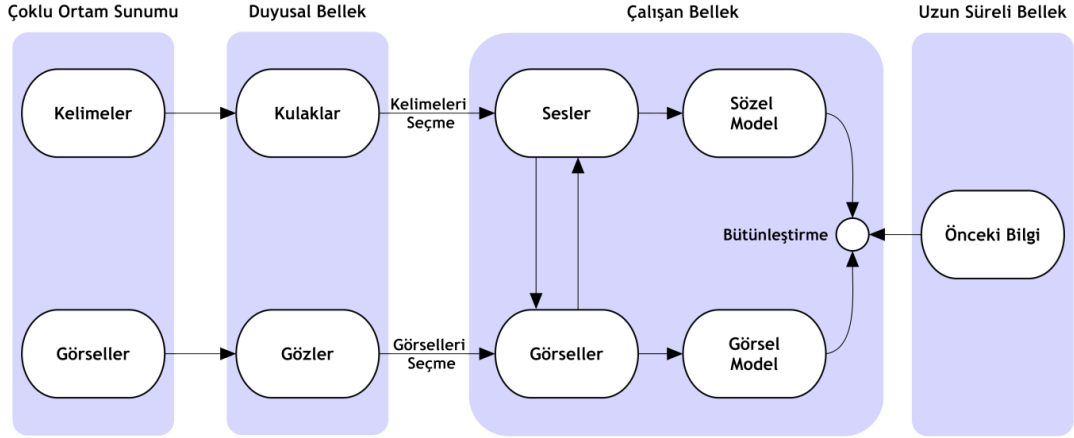 Çoklu Ortam Sunumu
Duyusal Bellek
Çalışan Bellek
Uzun Süreli Bellek
Kelimeler
Kulaklar
Kelimeleri
Seçme
Sesler
Sözel
Model
Bütünleştirme
Önceki Bilgi
Görseller
Gözler
Görselleri
Seçme
Görseller
Görsel
Model